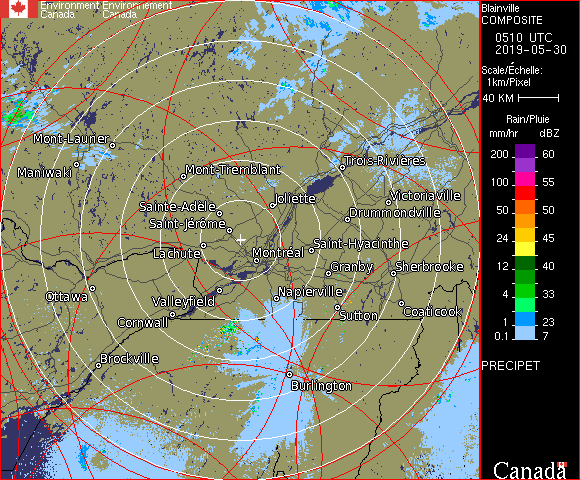 Environment Environnement
Canada Canada
Blainville
COMPOSITE
0510 UTC
2019-05-30
Scale/Échelle:
1km/Pixel
40 KM
Rain/Pluie
mm/hr dBZ
200 60
100 55
50 50
24 45
12 40
4 33
1 23
0.1 7
PRECIPET
Canada
Mont-Laurier
Maniwaki
Mont-Tremblant
Trois-Rivières
Sainte-Adèle
Joliette
Victoriaville
Drummondville
Saint-Jérôme
Lachute
Montréal
Saint-Hyacinthe
Granby
Sherbrooke
Ottawa
Valleyfield
Napierville
Cornwall
Sutton
Coaticook
Brockville
Burlington